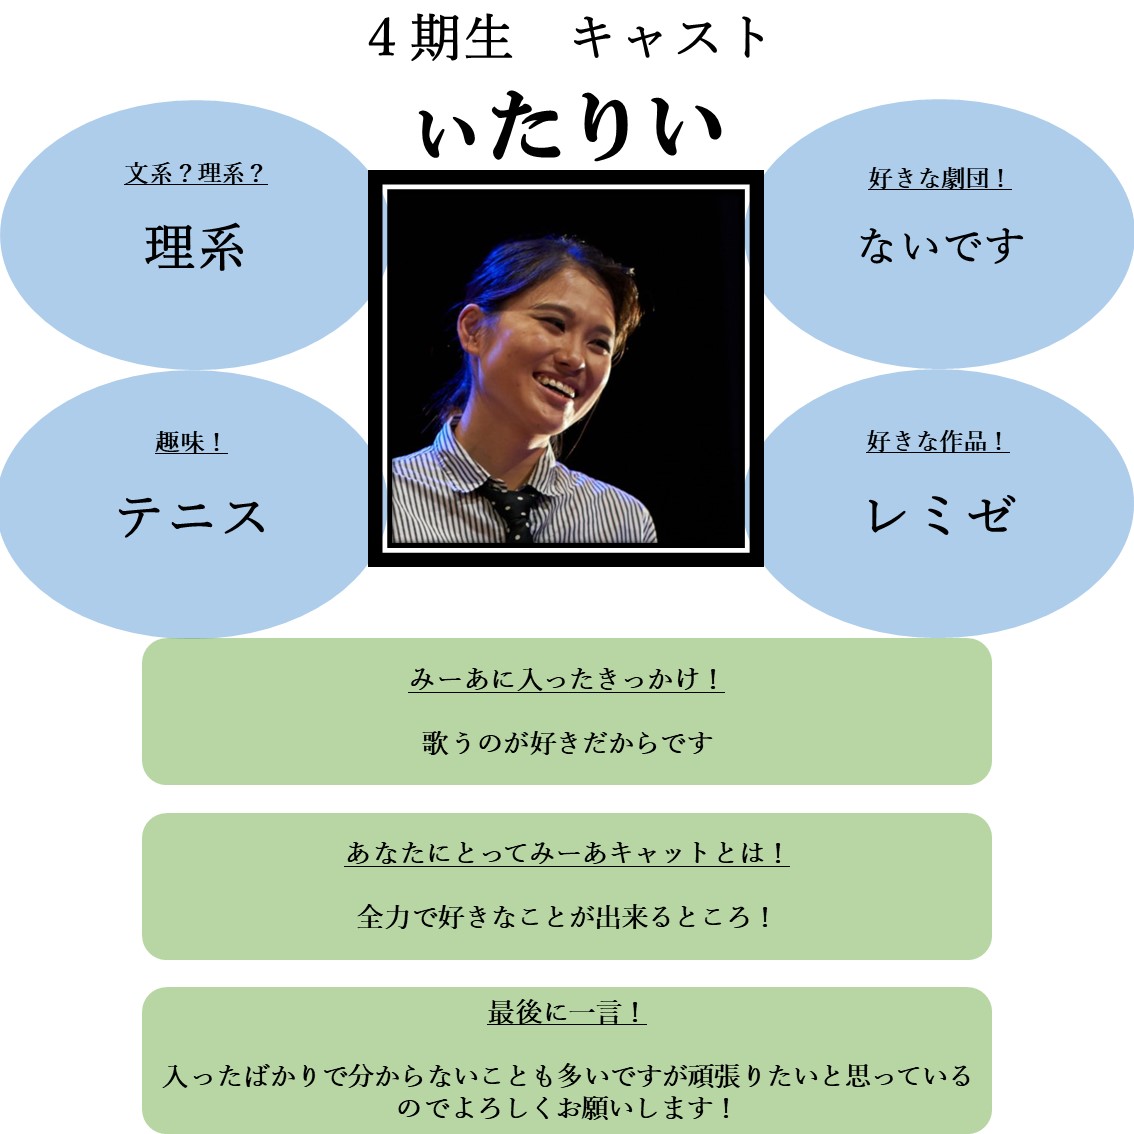 ４期生　キャスト
ぃたりい
文系？理系？
理系
好きな劇団！
ないです
趣味！
テニス
好きな作品！
レミゼ
みーあに入ったきっかけ！
歌うのが好きだからです
あなたにとってみーあキャットとは！
全力で好きなことが出来るところ！
最後に一言！
入ったばかりで分からないことも多いですが頑張りたいと思っている
のでよろしくお願いします！